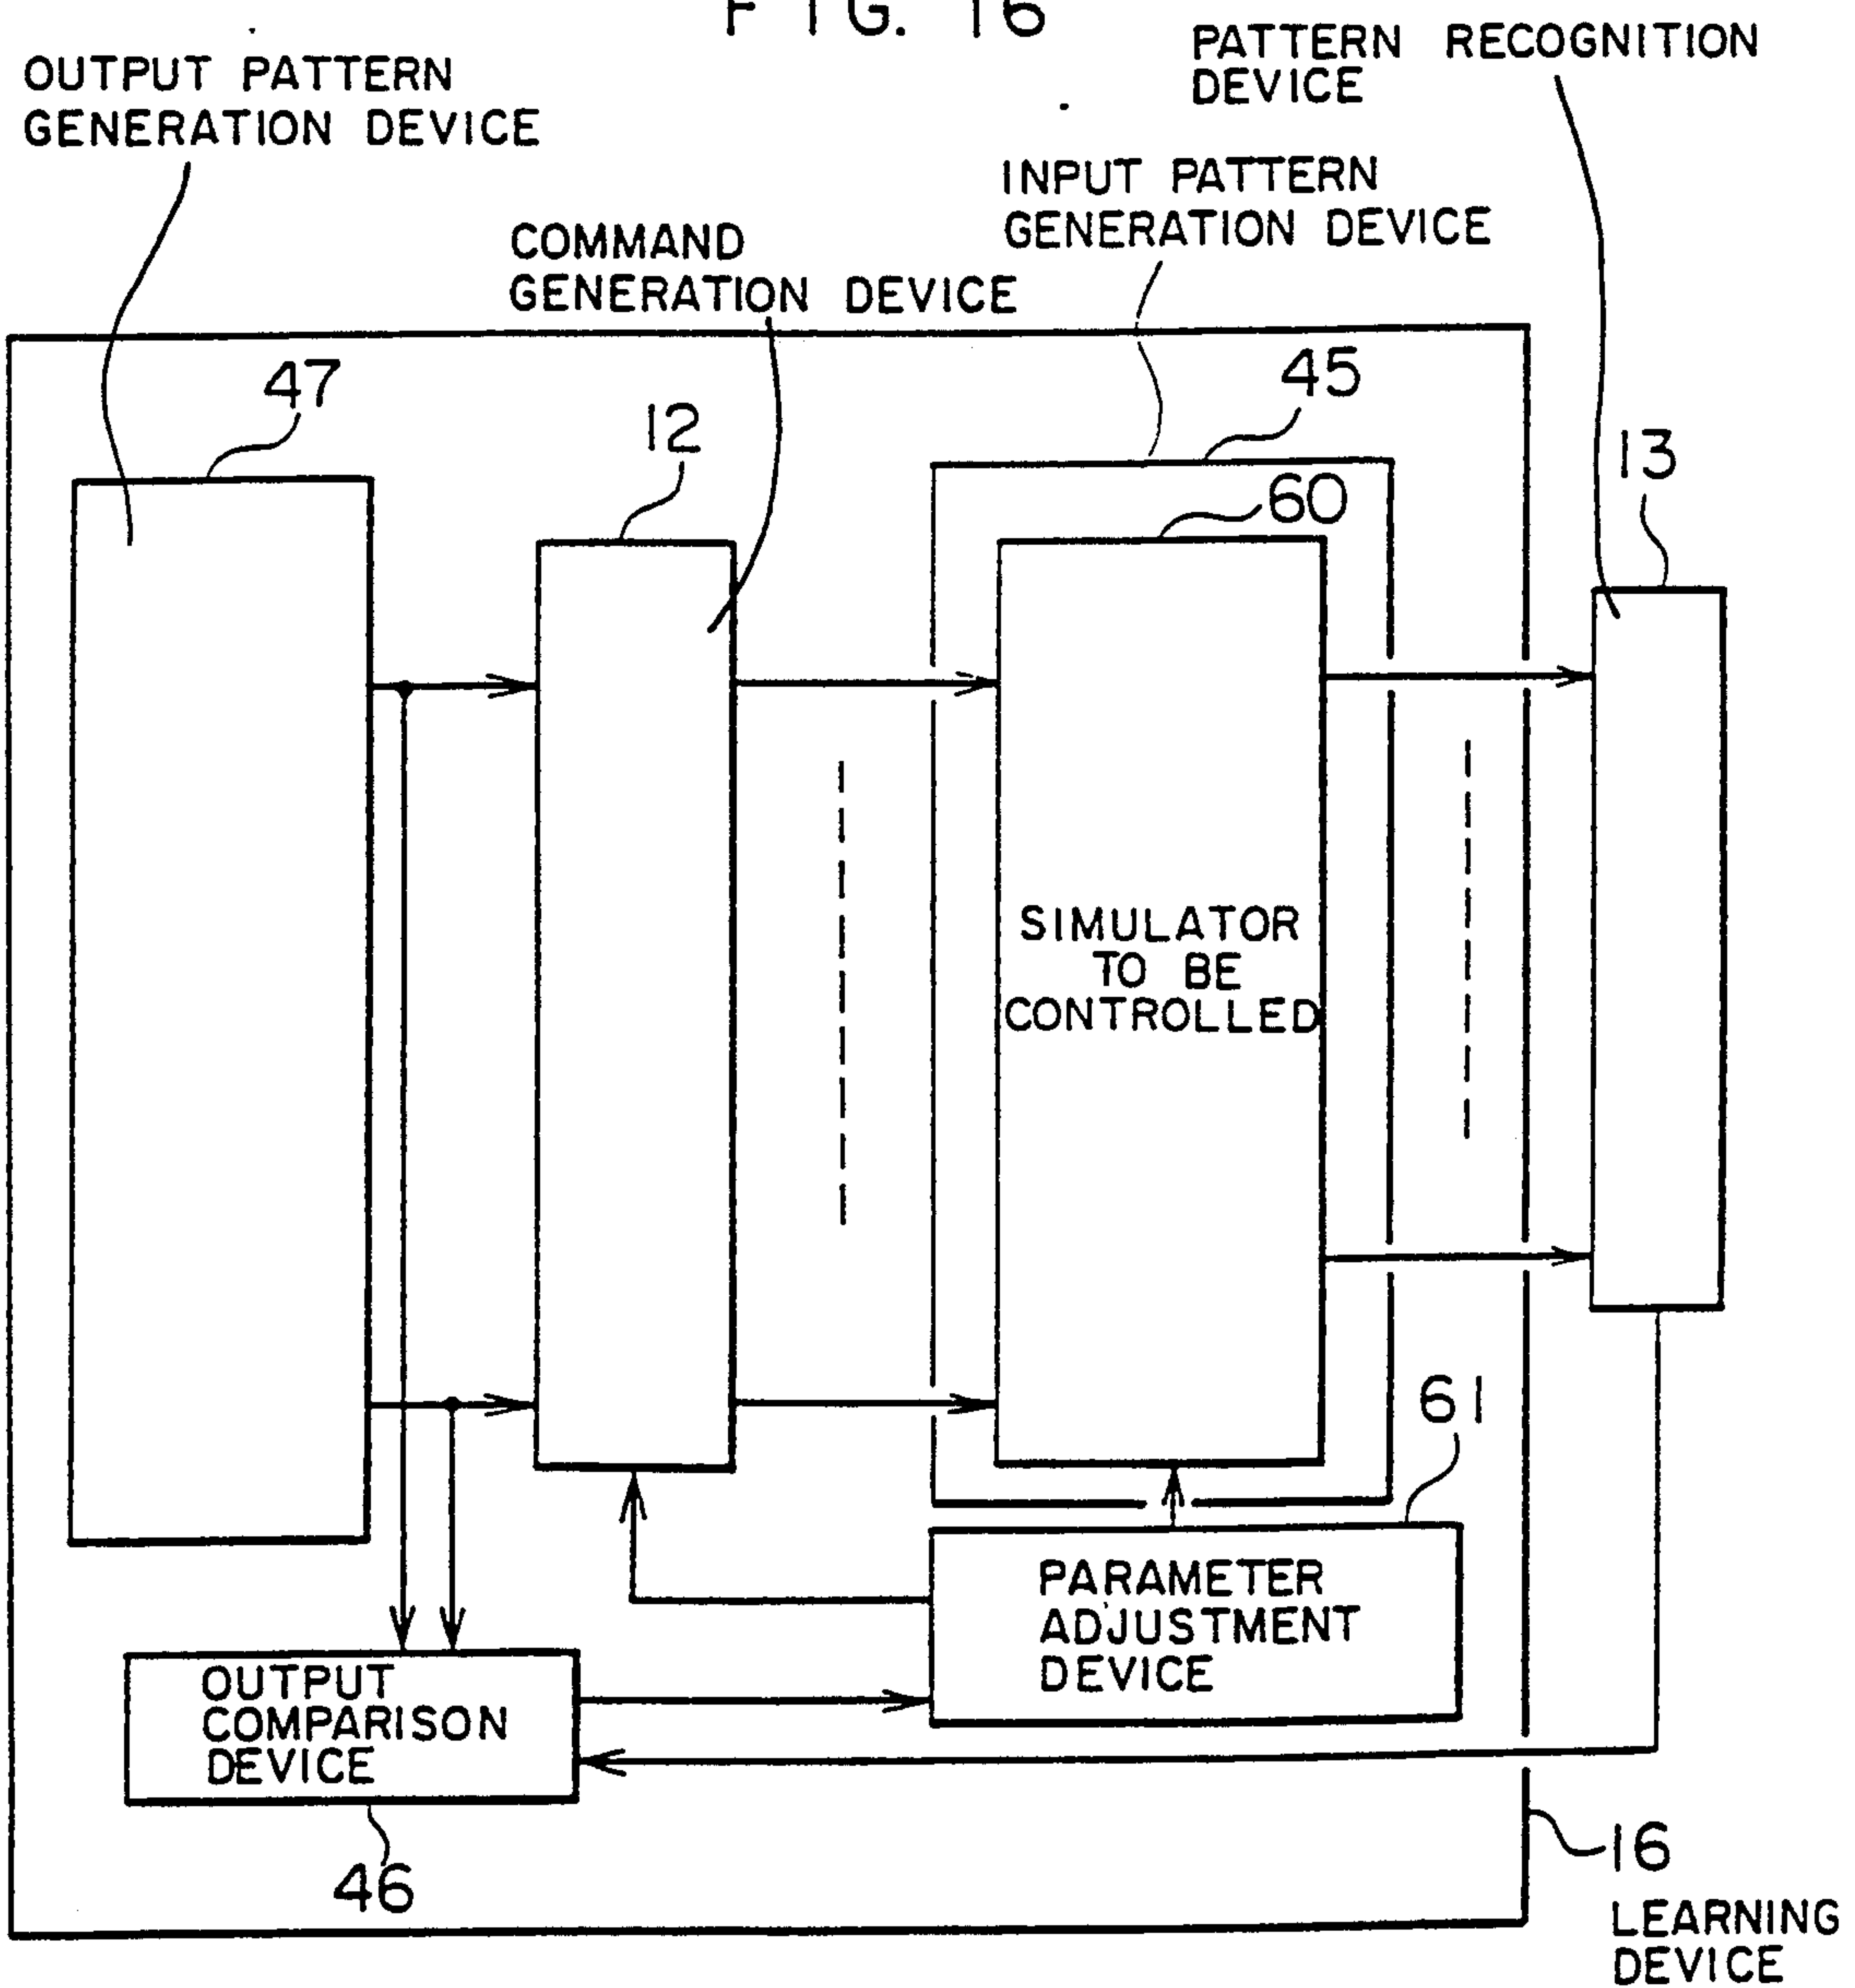 FIG. 16
PATTERN RECOGNITION
DEVICE
OUTPUT PATTERN
GENERATION DEVICE
INPUT PATTERN
GENERATION DEVICE
COMMAND
GENERATION DEVICE
47
12
45
60
13
SIMULATOR
TO BE
CONTROLLED
61
PARAMETER
ADJUSTMENT
DEVICE
OUTPUT
COMPARISON
DEVICE
46
16
LEARNING
DEVICE